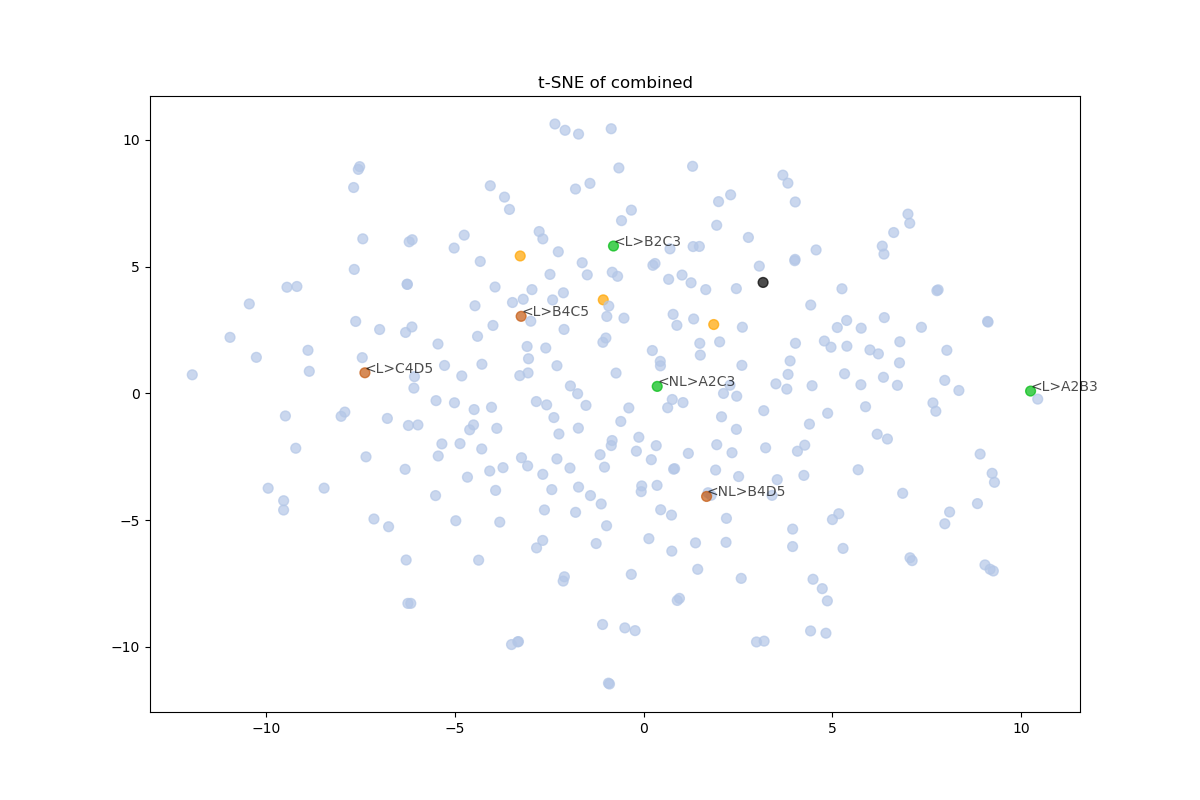 t-SNE of combined
10
5
0
−5
−10
<L>B2C3
<L>B4C5
<L>C4D5
<NL>A2C3
<L>A2B3
<NL>B4D5
−10
−5
0
5
10